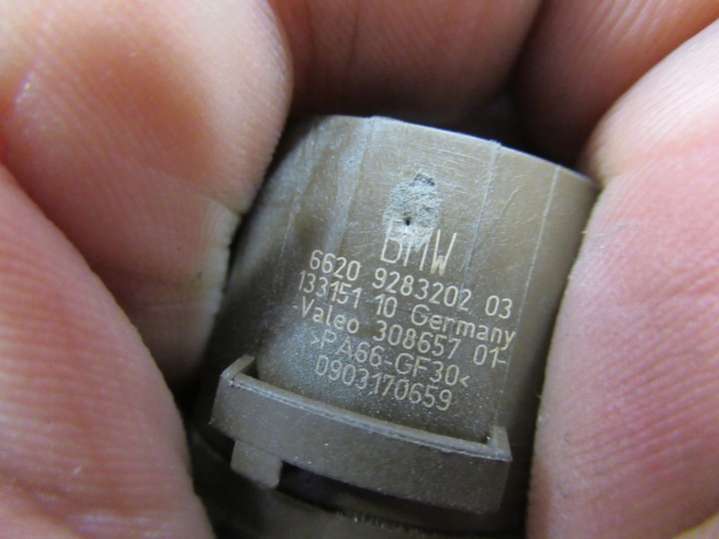 BMW
6620 9283202 03
133151 10 Germany
-Valeo 308657 01-
>PA66-GF30<
0903170659